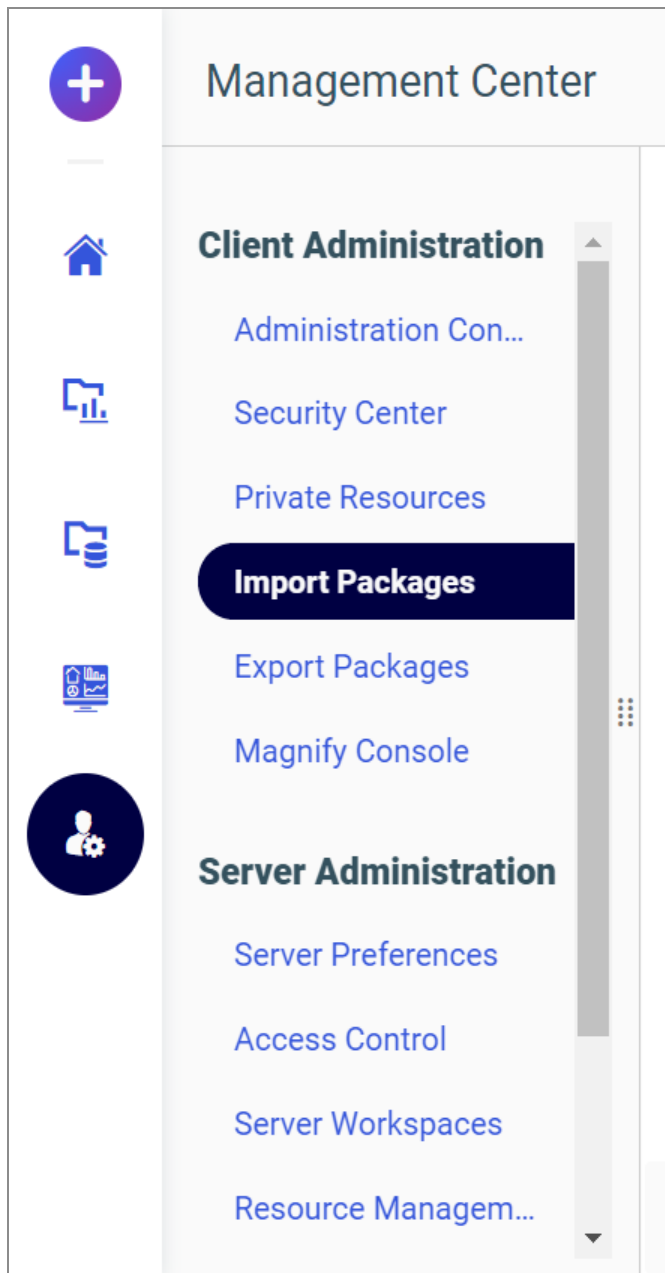 Management Center
Client Administration
Administration Con...
Security Center
Private Resources
Import Packages
Export Packages
Magnify Console
Server Administration
Server Preferences
Access Control
Server Workspaces
Resource Managem...